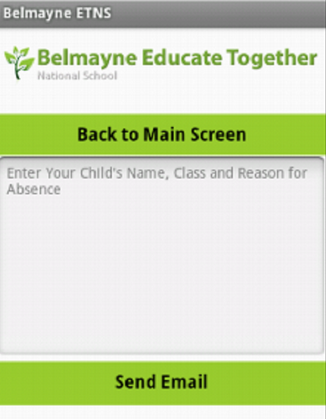 Belmayne ETNS
Belmayne Educate Together
National School
Back to Main Screen
Enter Your Child's Name, Class and Reason for
Absence
Send Email